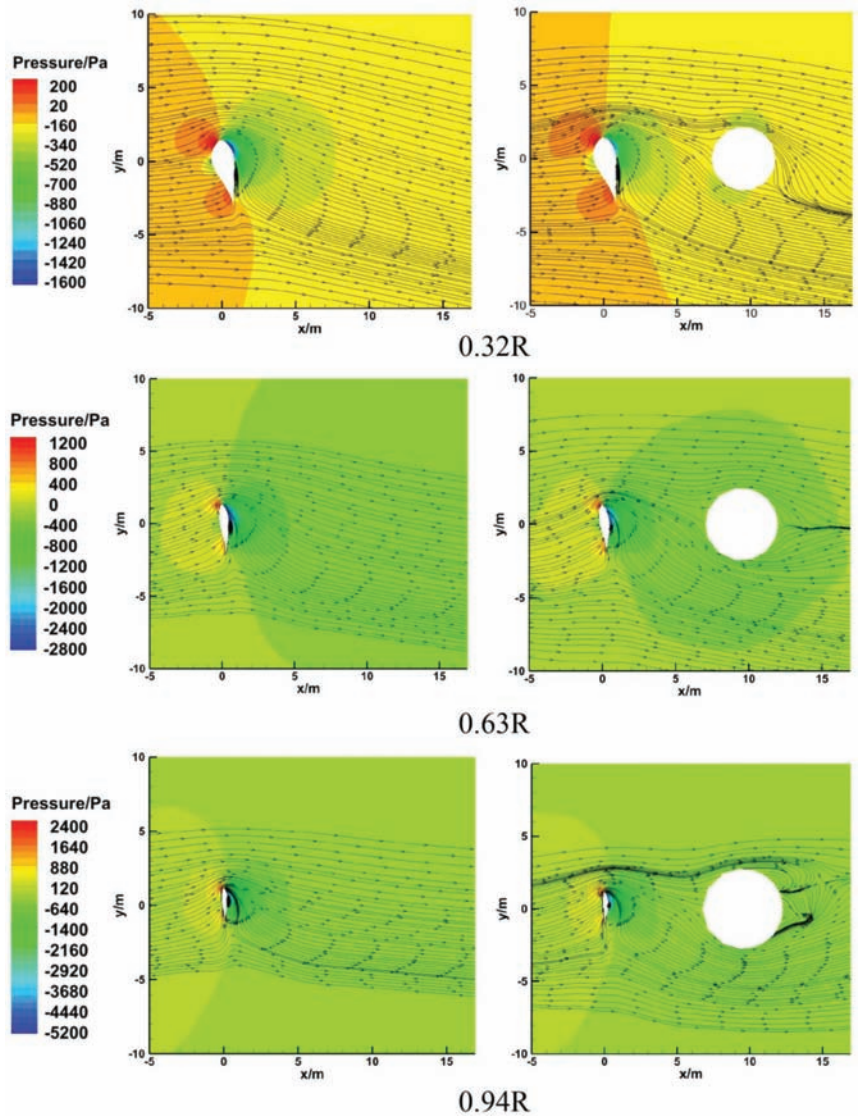 Pressure/Pa
200
20
-160
-340
-520
-700
-880
-1060
-1240
-1420
-1600
10
5
0
-5
-10
y/m
-5 0 5 10 15
x/m
10
5
0
-5
-10
y/m
-5 0 5 10 15
x/m
0.32R
Pressure/Pa
1200
800
400
0
-400
-800
-1200
-1600
-2000
-2400
-2800
10
5
0
-5
-10
y/m
-5 0 5 10 15
x/m
10
5
0
-5
-10
y/m
-5 0 5 10 15
x/m
0.63R
Pressure/Pa
2400
1640
880
120
-640
-1400
-2160
-2920
-3680
-4440
-5200
10
5
0
-5
-10
y/m
-5 0 5 10 15
x/m
10
5
0
-5
-10
y/m
-5 0 5 10 15
x/m
0.94R